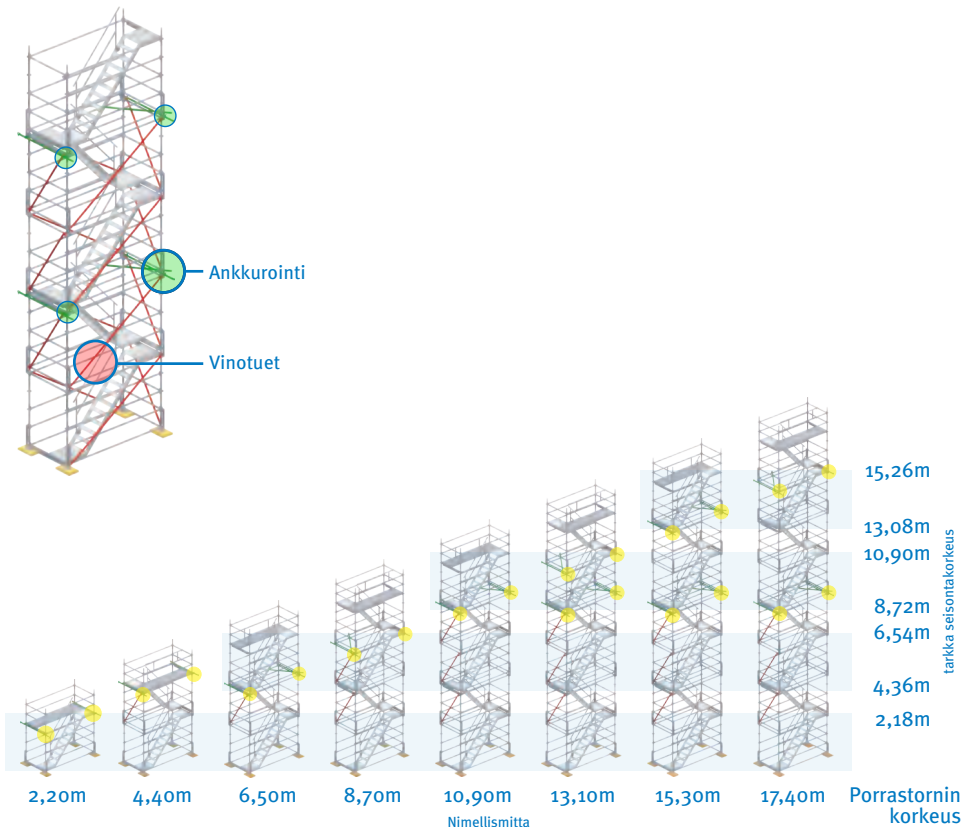 Ankkurointi
Vinotuet
15,26m
13,08m
10,90m
8,72m
6,54m
4,36m
2,18m
tarkka seisontakorkeus
2,20m
4,40m
6,50m
8,70m
10,90m
13,10m
15,30m
17,40m
Porrastornin
korkeus
Nimellismitta